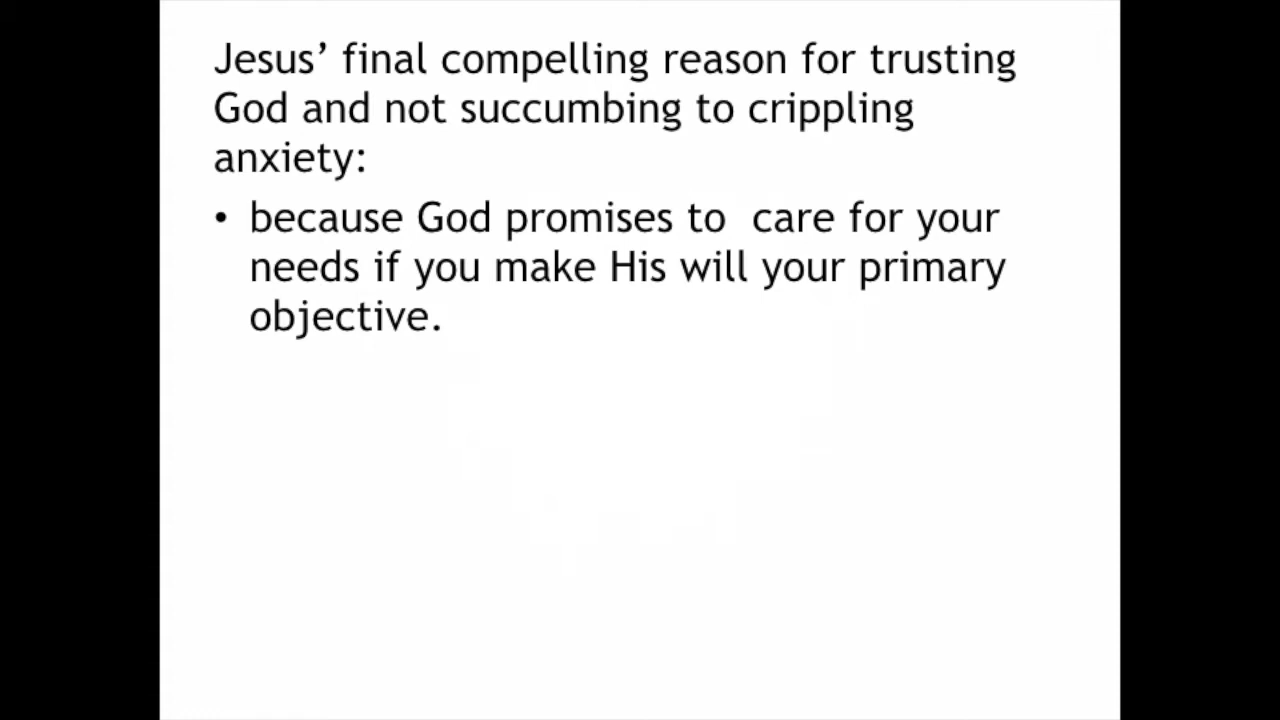 Jesus’ final compelling reason for trusting
God and not succumbing to crippling
anxiety:
• because God promises to  care for your
needs if you make His will your primary
objective.